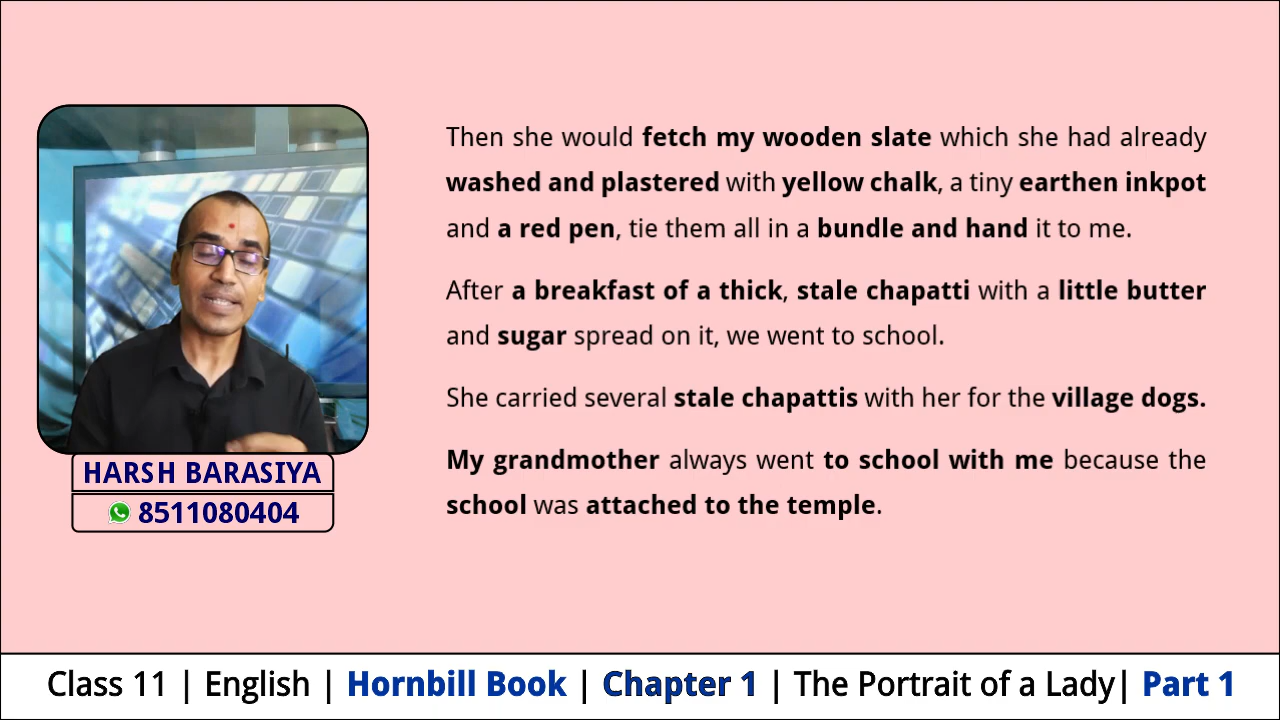 Then she would fetch my wooden slate which she had already
washed and plastered with yellow chalk, a tiny earthen inkpot
and a red pen, tie them all in a bundle and hand it to me.
After a breakfast of a thick, stale chapatti with a little butter
and sugar spread on it, we went to school.
She carried several stale chapattis with her for the village dogs.
My grandmother always went to school with me because the
school was attached to the temple.
HARSH BARASIYA
8511080404
Class 11 | English | Hornbill Book | Chapter 1 | The Portrait of a Lady| Part 1